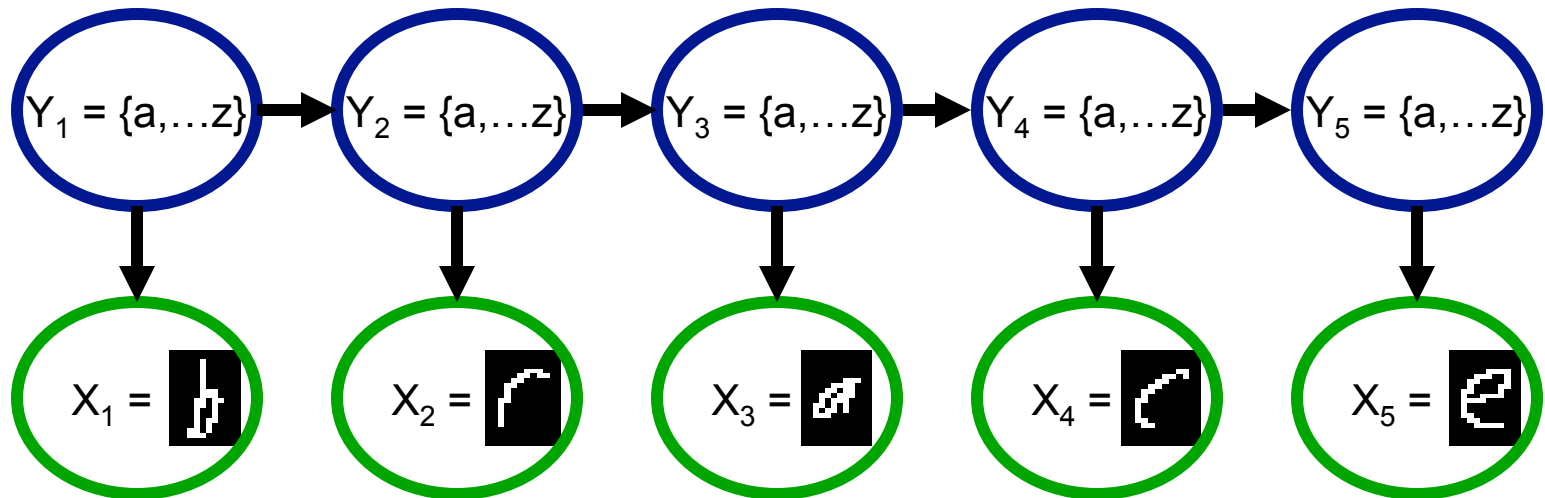 Y₁ = {a,…z} Y₂ = {a,…z} Y₃ = {a,…z} Y₄ = {a,…z} Y₅ = {a,…z}
X₁ = b X₂ = r X₃ = a X₄ = c X₅ = e